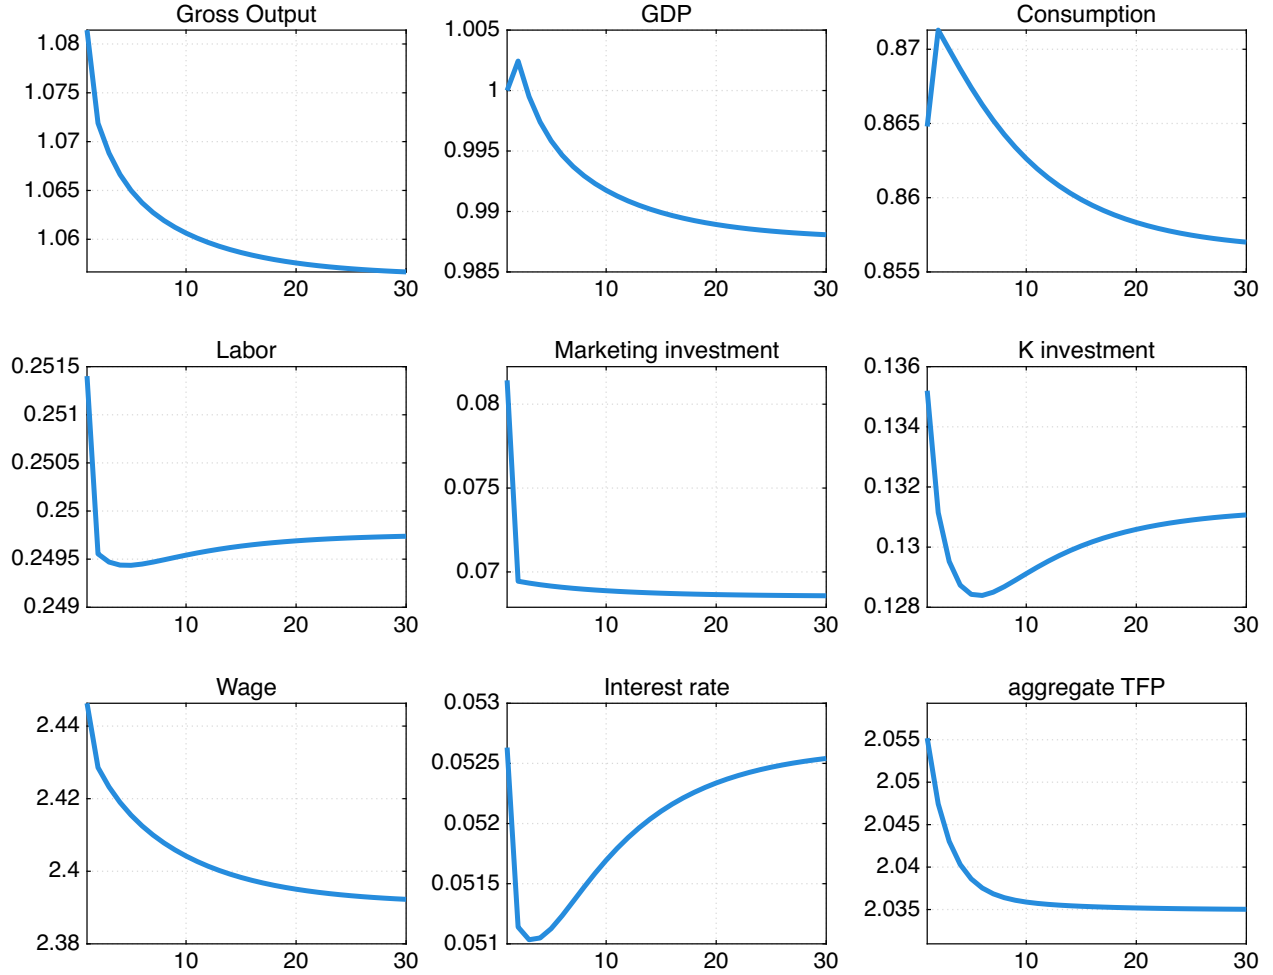 Gross Output
1.08
1.075
1.07
1.065
1.06
10 20 30
GDP
1.005
1
0.995
0.99
0.985
10 20 30
Consumption
0.87
0.865
0.86
0.855
10 20 30
Labor
0.2515
0.251
0.2505
0.25
0.2495
0.249
10 20 30
Marketing investment
0.08
0.075
0.07
10 20 30
K investment
0.136
0.134
0.132
0.13
0.128
10 20 30
Wage
2.44
2.42
2.4
2.38
10 20 30
Interest rate
0.053
0.0525
0.052
0.0515
0.051
10 20 30
aggregate TFP
2.055
2.05
2.045
2.04
2.035
10 20 30